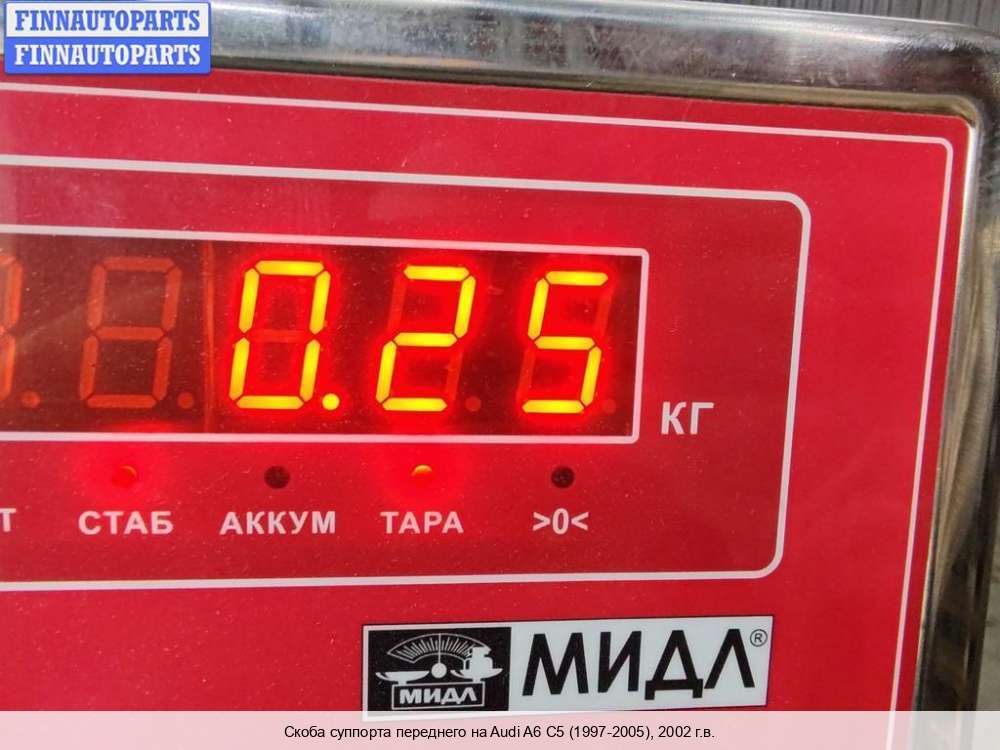 FINNAUTOPARTS
FINNAUTOPARTS
0.25
КГ
Т СТАБ АККУМ ТАРА >0<
МИДЛ МИДЛ®
Скоба суппорта переднего на Audi A6 C5 (1997-2005), 2002 г.в.